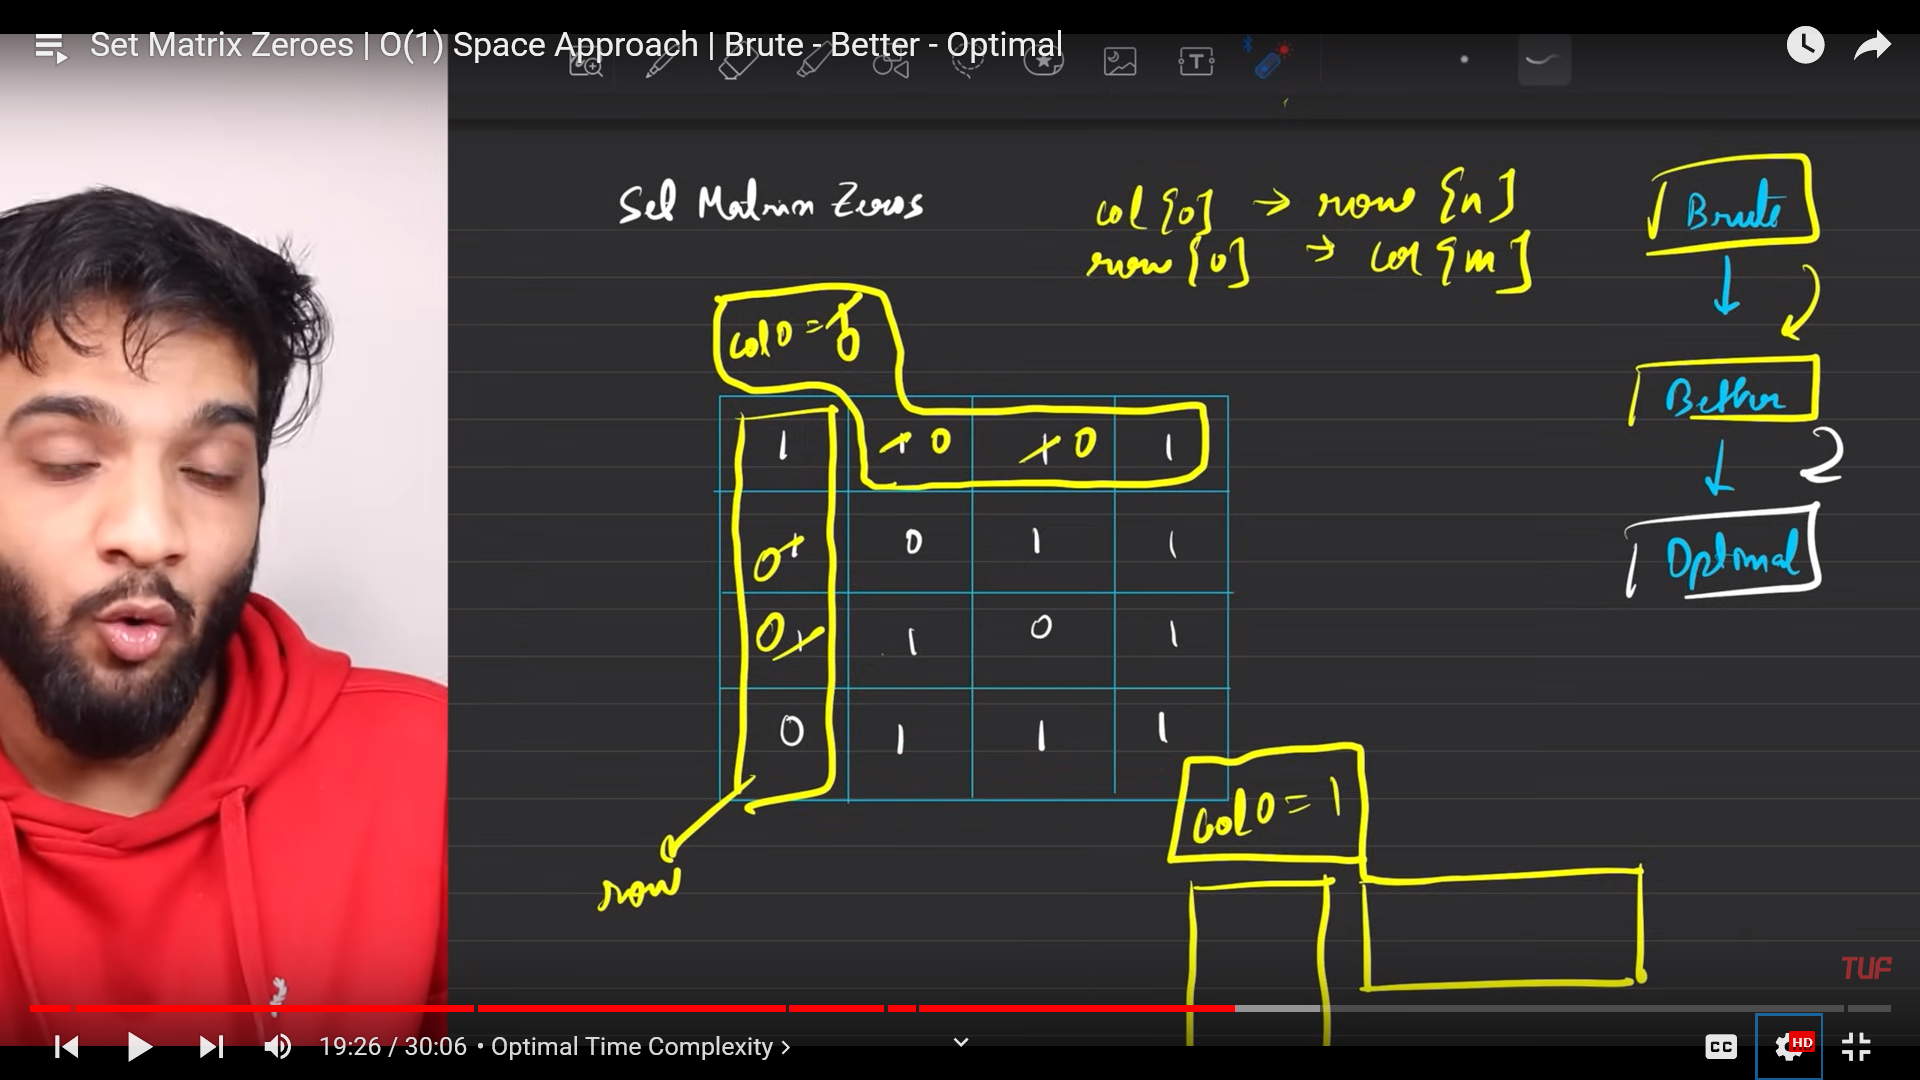 Set Matrix Zeroes | O(1) Space Approach | Brute - Better - Optimal
Set Matrix Zeros
col[0] → row{n]
row[0] → col{m]
Brute
Better
2
Optimal
col0 =
1 1 0 1 0 1
0 1 0 1 1
0 1 1 0 1
0 1 1 1
row
col0 = 1
TUF
19:26 / 30:06 • Optimal Time Complexity >
CC
HD